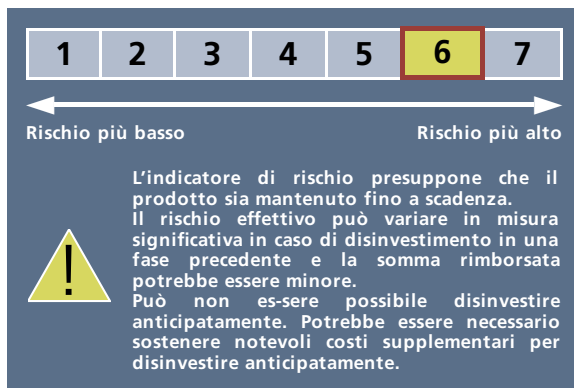 1 2 3 4 5 6 7
Rischio più basso Rischio più alto
L'indicatore di rischio presuppone che il
prodotto sia mantenuto fino a scadenza.
Il rischio effettivo può variare in misura
significativa in caso di disinvestimento in una
fase precedente e la somma rimborsata
potrebbe essere minore.
Può non es-sere possibile disinvestire
anticipatamente. Potrebbe essere necessario
sostenere notevoli costi supplementari per
disinvestire anticipatamente.
!